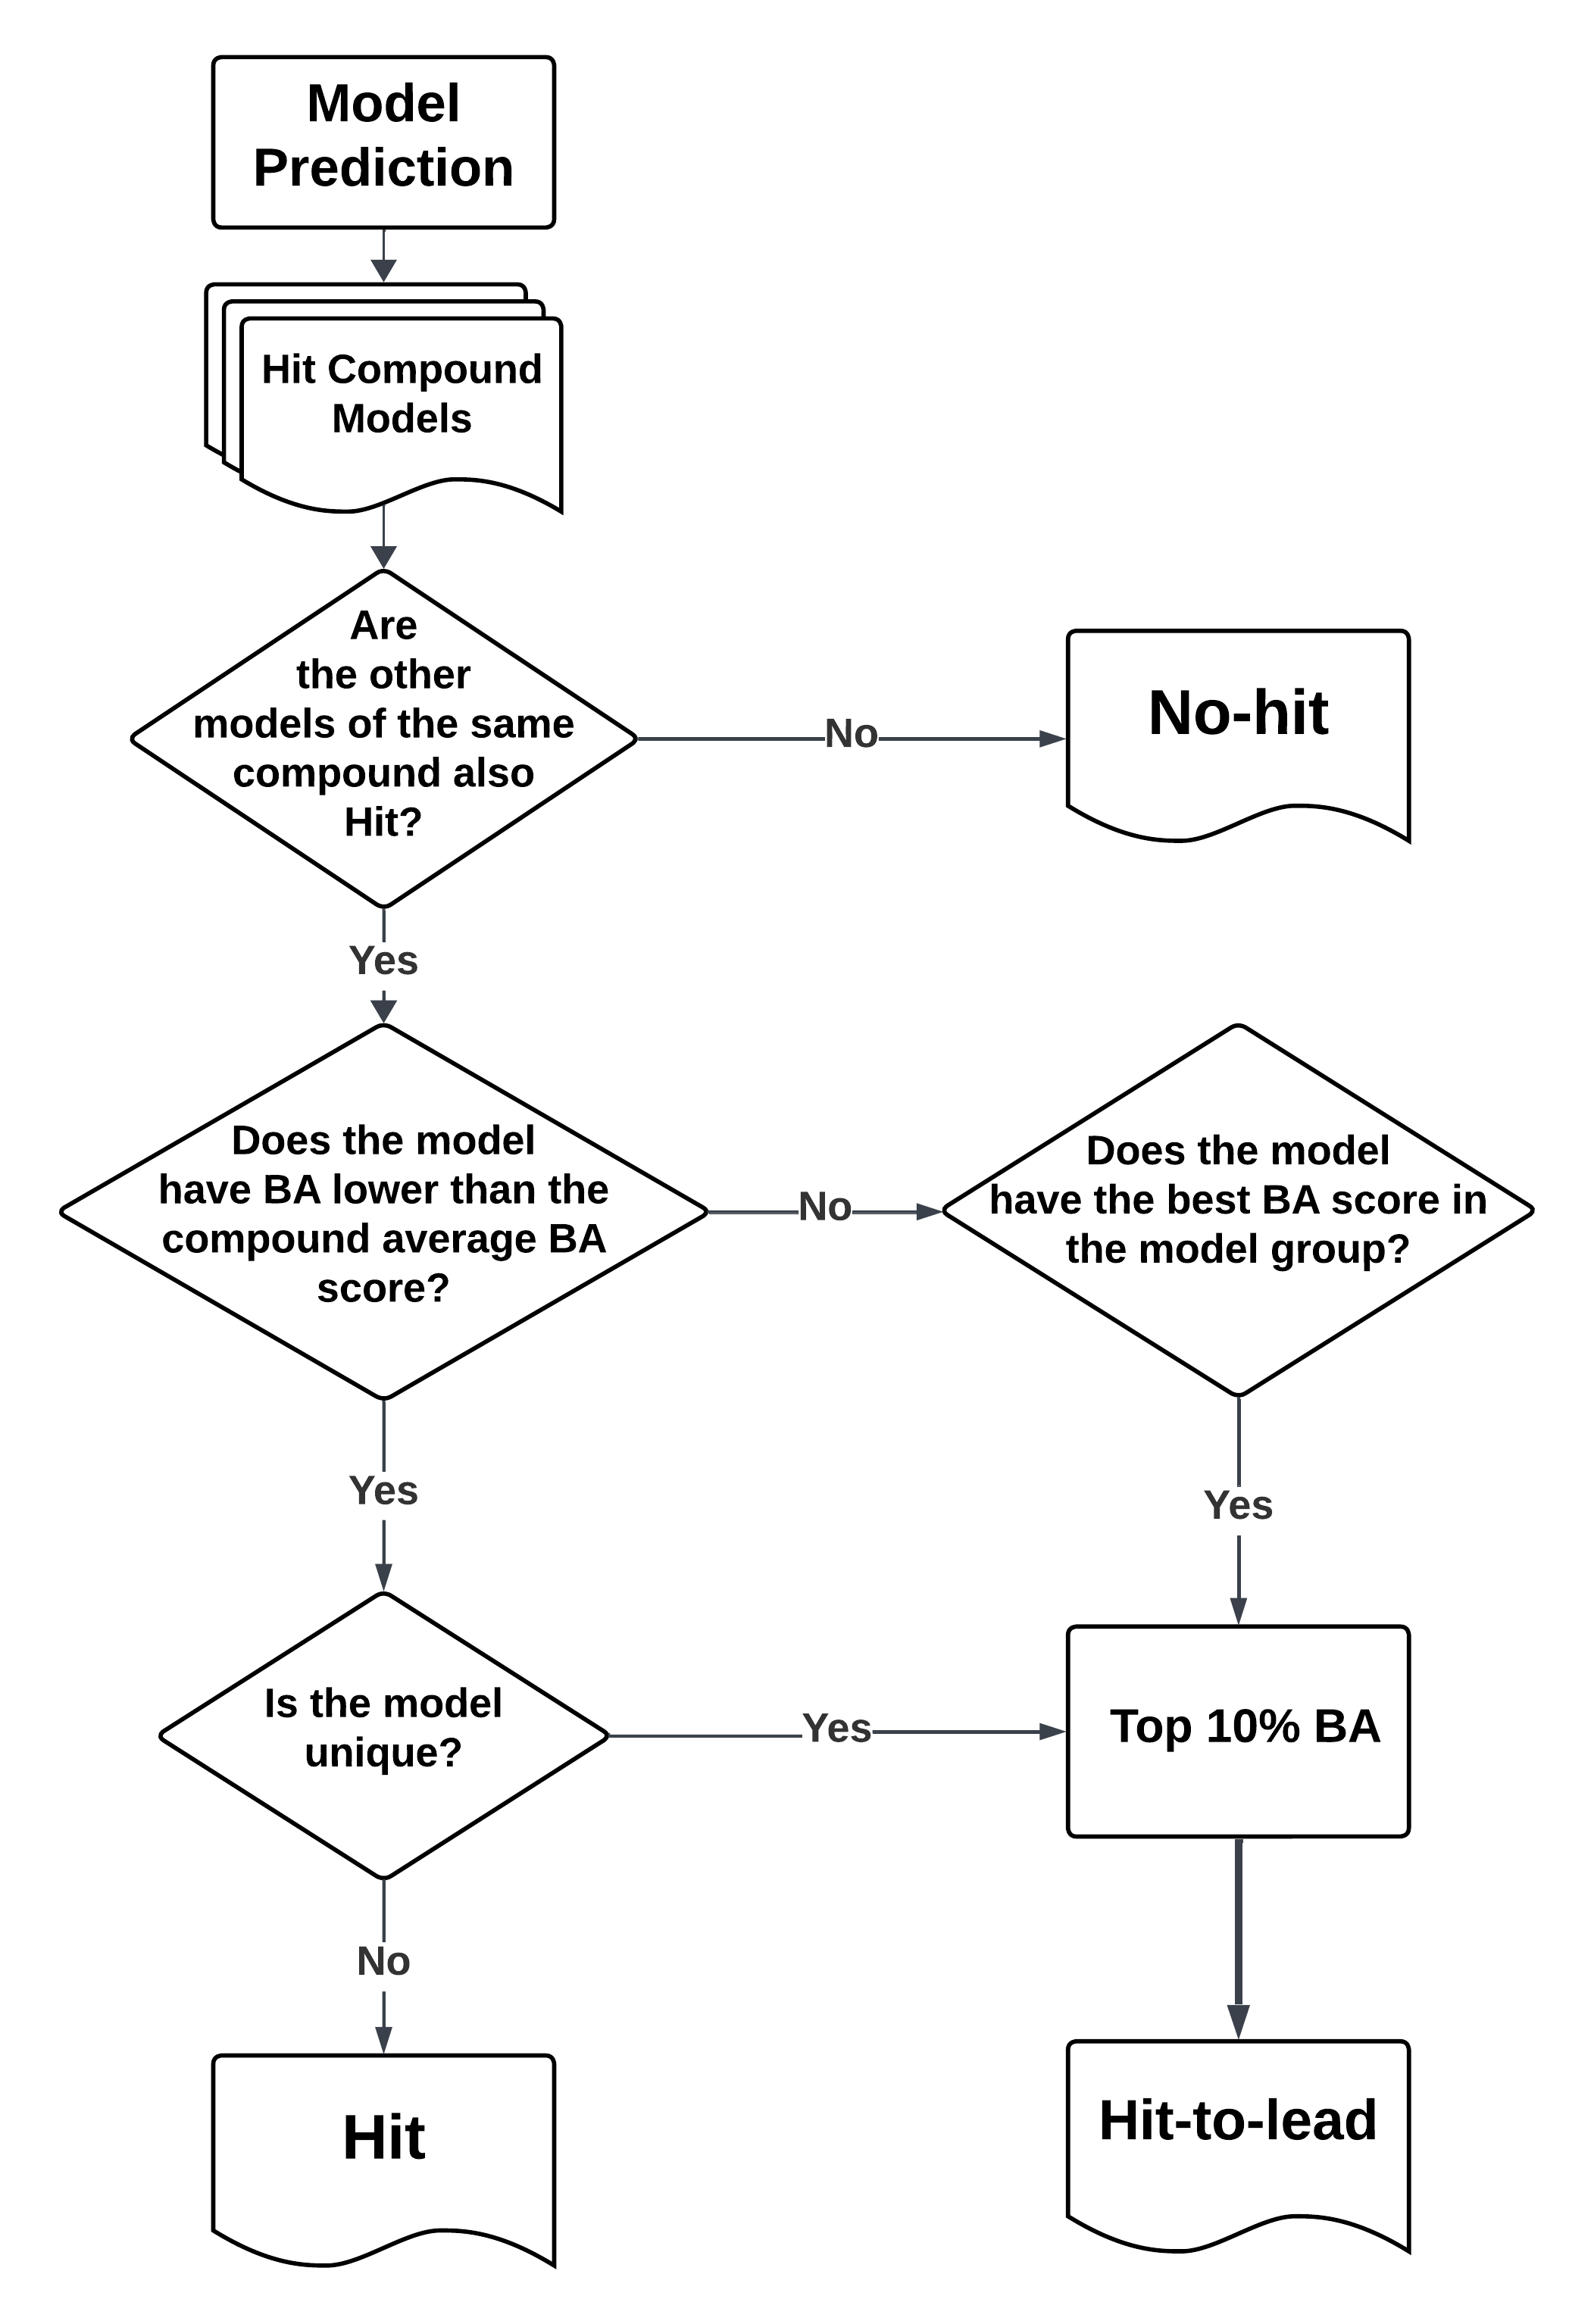 Model
Prediction
Hit Compound
Models
Are
the other
models of the same
compound also
Hit?
No
No-hit
Yes
Does the model
have BA lower than the
compound average BA
score?
No
Does the model
have the best BA score in
the model group?
Yes
Yes
Is the model
unique?
Yes
Top 10% BA
No
Hit
Hit-to-lead